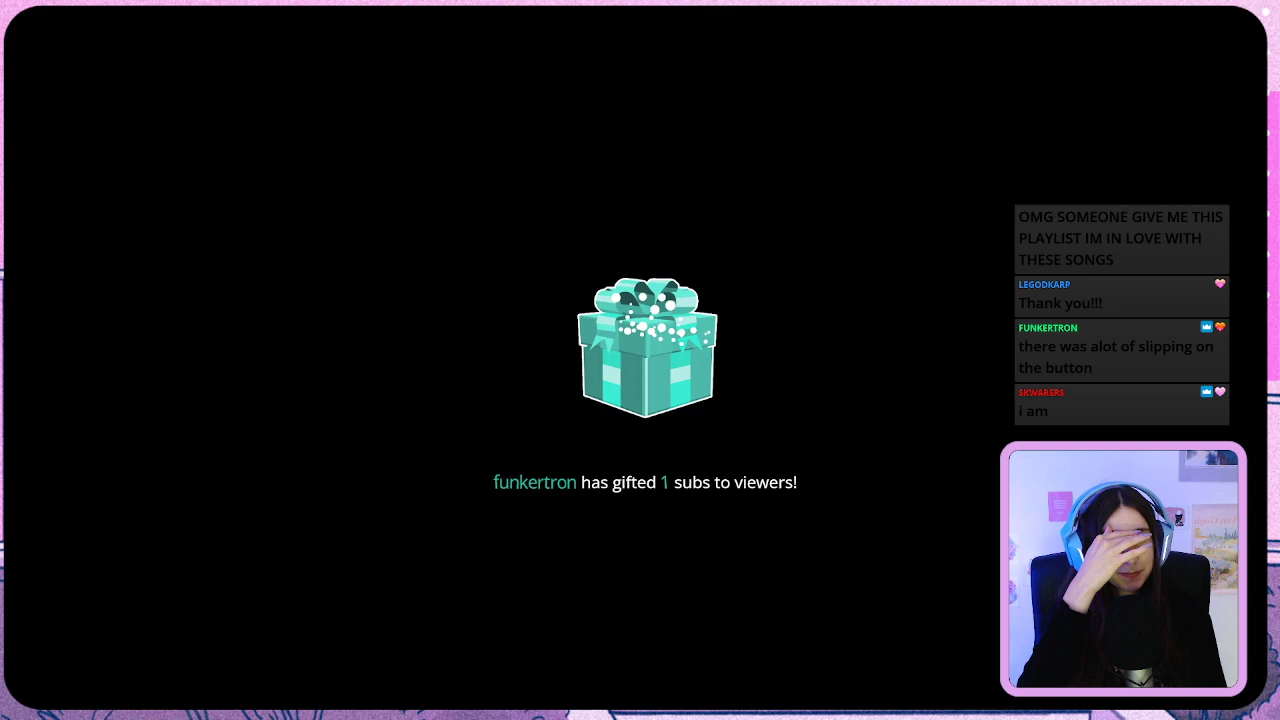 OMG SOMEONE GIVE ME THIS
PLAYLIST IM IN LOVE WITH
THESE SONGS
LEGODKARP
Thank you!!!
FUNKERTRON
there was alot of slipping on
the button
SKWARERS
i am
funkertron has gifted 1 subs to viewers!